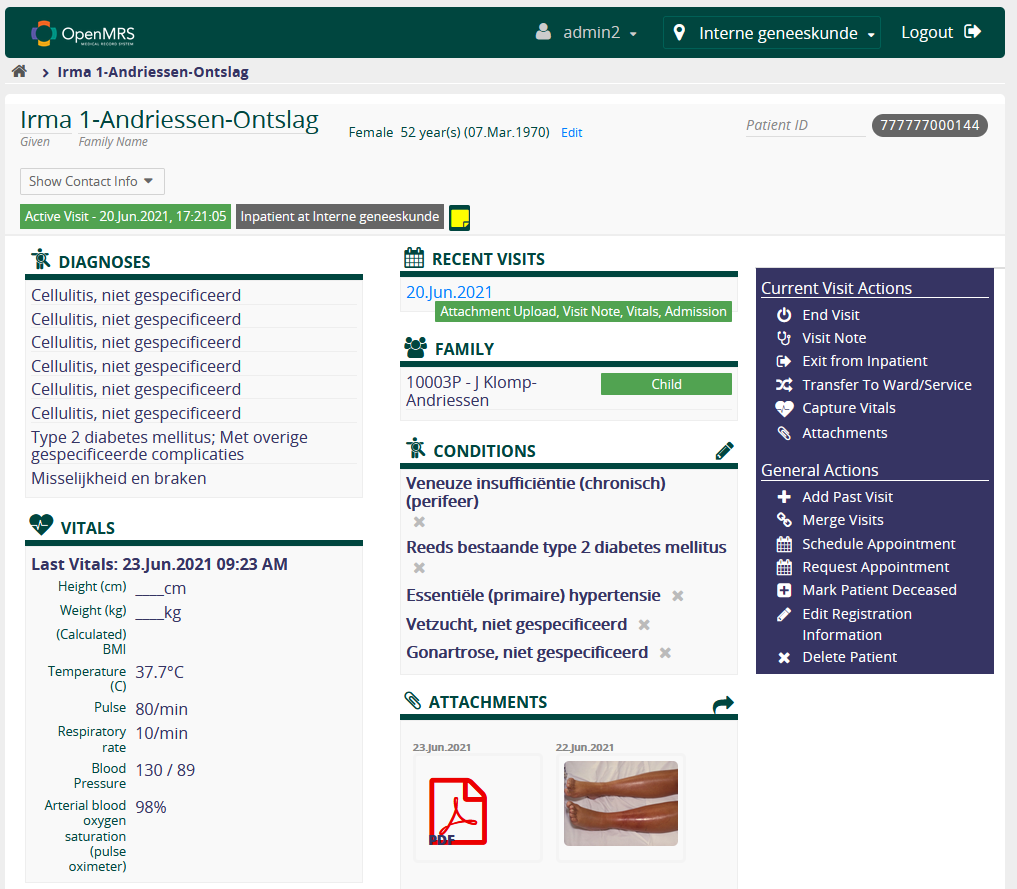 OpenMRS
MEDICAL RECORD SYSTEM
admin2
Interne geneeskunde
Logout
Irma 1-Andriessen-Ontslag
Irma 1-Andriessen-Ontslag
Given Family Name
Female 52 year(s) (07.Mar.1970) Edit
Patient ID 777777000144
Show Contact Info
Active Visit - 20.Jun.2021, 17:21:05
Inpatient at Interne geneeskunde
DIAGNOSES
Cellulitis, niet gespecificeerd
Cellulitis, niet gespecificeerd
Cellulitis, niet gespecificeerd
Cellulitis, niet gespecificeerd
Cellulitis, niet gespecificeerd
Cellulitis, niet gespecificeerd
Type 2 diabetes mellitus; Met overige
gespecificeerde complicaties
Misselijkheid en braken
VITALS
Last Vitals: 23.Jun.2021 09:23 AM
Height (cm) ____cm
Weight (kg) ____kg
(Calculated)
BMI
Temperature 37.7°C
(C)
Pulse 80/min
Respiratory 10/min
rate
Blood 130 / 89
Pressure
Arterial blood 98%
oxygen
saturation
(pulse
oximeter)
RECENT VISITS
20.Jun.2021
Attachment Upload, Visit Note, Vitals, Admission
FAMILY
10003P - J Klomp- Child
Andriessen
CONDITIONS
Veneuze insufficiëntie (chronisch)
(perifeer)
Reeds bestaande type 2 diabetes mellitus
Essentiële (primaire) hypertensie
Vetzucht, niet gespecificeerd
Gonartrose, niet gespecificeerd
ATTACHMENTS
23.Jun.2021 22.Jun.2021
PDF
Current Visit Actions
End Visit
Visit Note
Exit from Inpatient
Transfer To Ward/Service
Capture Vitals
Attachments
General Actions
Add Past Visit
Merge Visits
Schedule Appointment
Request Appointment
Mark Patient Deceased
Edit Registration
Information
Delete Patient